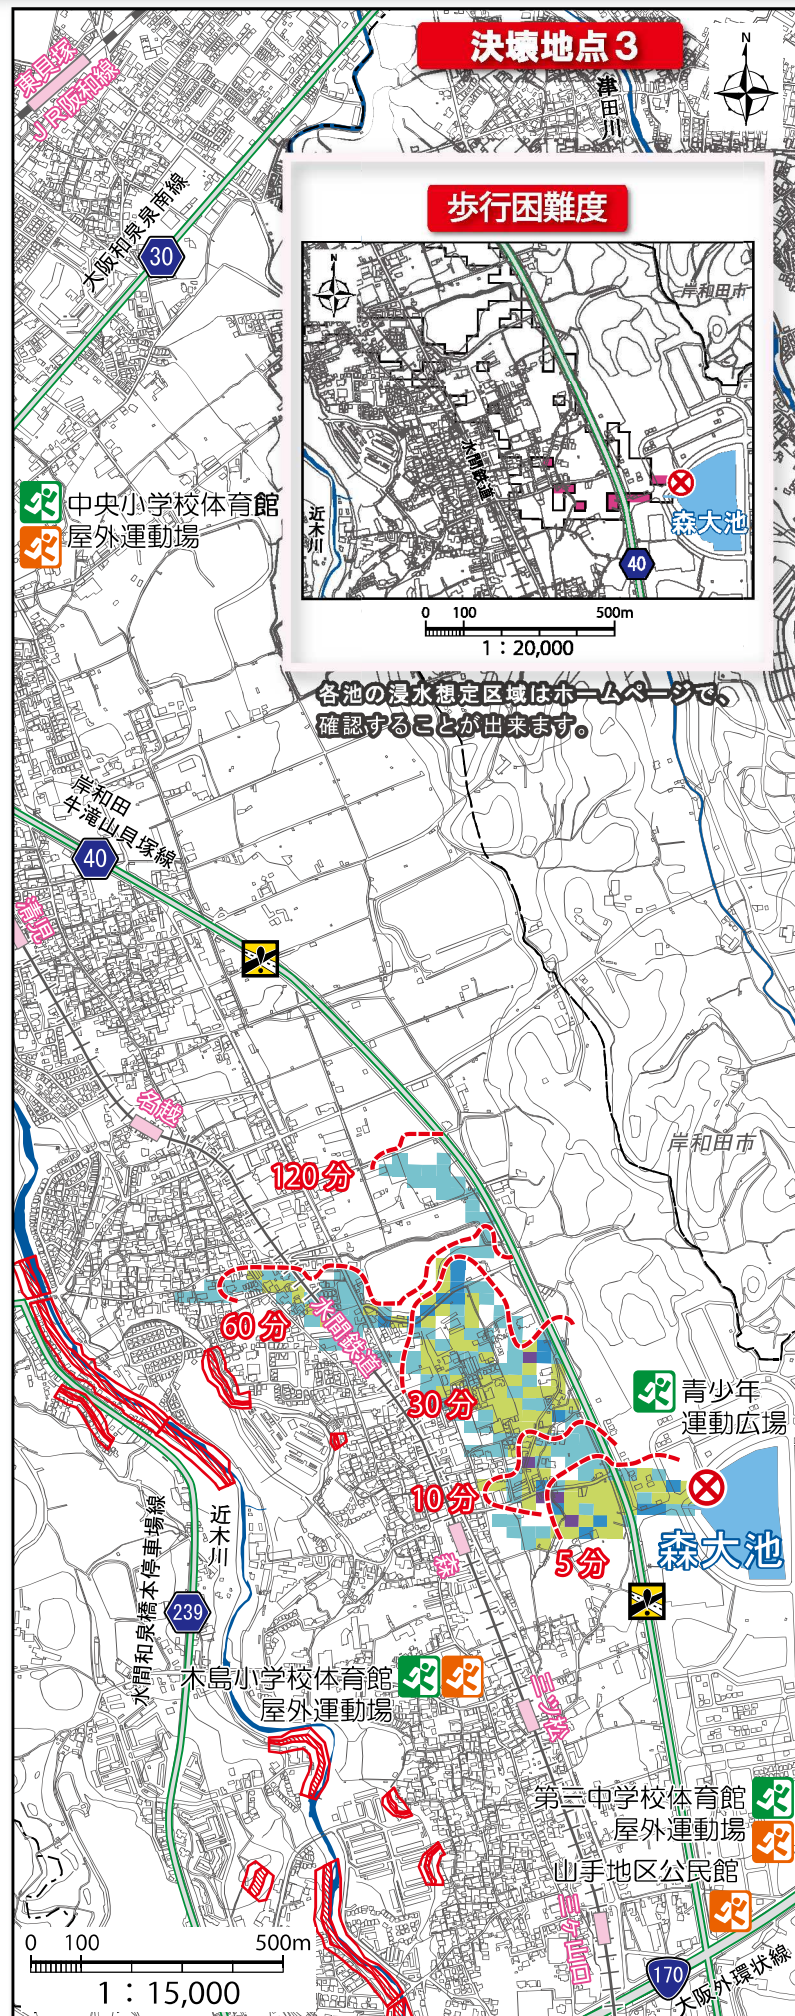 決壊地点3
N
東貝塚
JR阪和線
津田川
大阪和泉泉南線
30
歩行困難度
N
岸和田市
水間鉄道
近木川
森大池
40
0 100 500m
1：20,000
中央小学校体育館
屋外運動場
各池の浸水想定区域はホームページで、
確認することが出来ます。
岸和田
牛滝山貝塚線
40
清児
名越
岸和田市
120分
60分
水間鉄道
30分
青少年
運動広場
10分
5分
森大池
森
近木川
水間和泉橋本停車場線
239
木島小学校体育館
屋外運動場
三ツ松
第三中学校体育館
屋外運動場
山手地区公民館
三ヶ山口
170
大阪外環状線
0 100 500m
1：15,000